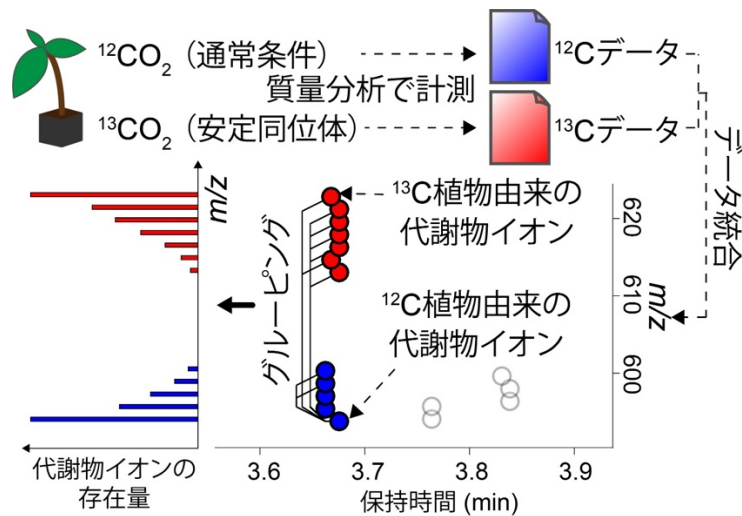 ¹²CO₂（通常条件）
¹²Cデータ
質量分析で計測
¹³CO₂（安定同位体）
¹³Cデータ
データ統合
m/z
グルーピング
¹³C植物由来の
代謝物イオン
¹²C植物由来の
代謝物イオン
620
610
600
m/z
代謝物イオンの
存在量
3.6 3.7 3.8 3.9
保持時間 (min)